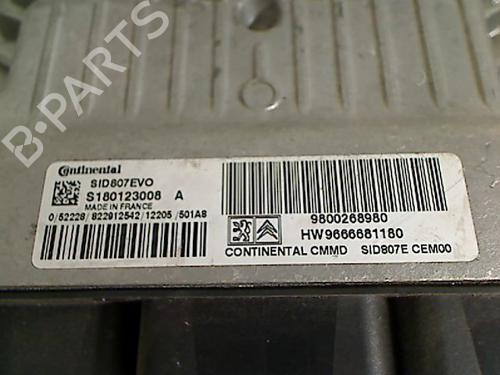 B-PARTS
Continental
SID807EVO
S180123008 A
MADE IN FRANCE
0/52228/822912542/12205/501A8
9800268980
HW9666681180
CONTINENTAL CMMD SID807E CEM00